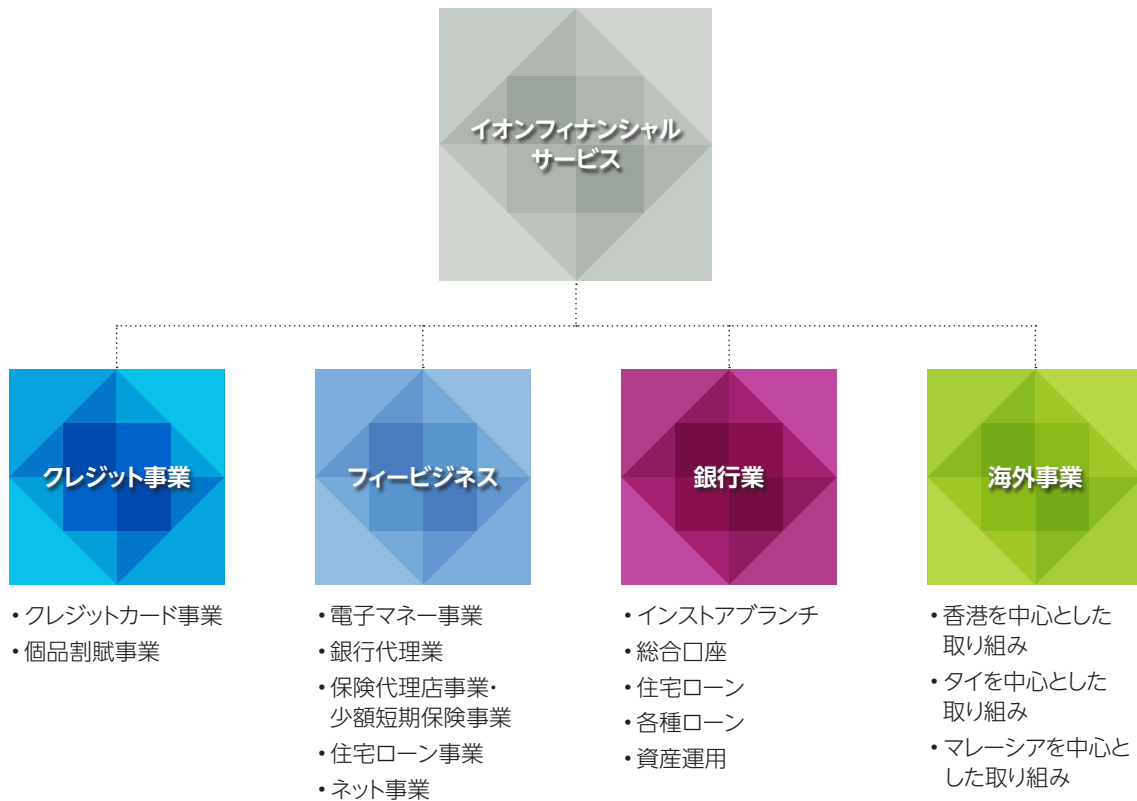 イオンフィナンシャル
サービス
クレジット事業
フィービジネス
銀行業
海外事業
・クレジットカード事業
・個品割賦事業
・電子マネー事業
・銀行代理業
・保険代理店事業・
少額短期保険事業
・住宅ローン事業
・ネット事業
・インストアブランチ
・総合口座
・住宅ローン
・各種ローン
・資産運用
・香港を中心とした
取り組み
・タイを中心とした
取り組み
・マレーシアを中心と
した取り組み